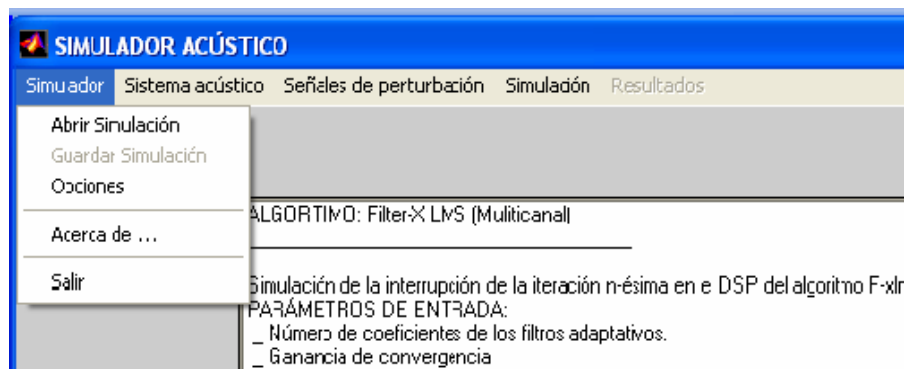 SIMULADOR ACÚSTICO
Simulador Sistema acústico Señales de perturbación Simulación Resultados
Abrir Simulación
Guardar Simulación
Opciones
Acerca de ...
Salir
ALGORTIMO: Filter-X LMS (Muliticanal)
Simulación de la interrupción de la iteración n-ésima en el DSP del algoritmo F-xlm
PARÁMETROS DE ENTRADA:
_ Número de coeficientes de los filtros adaptativos.
_ Ganancia de convergencia